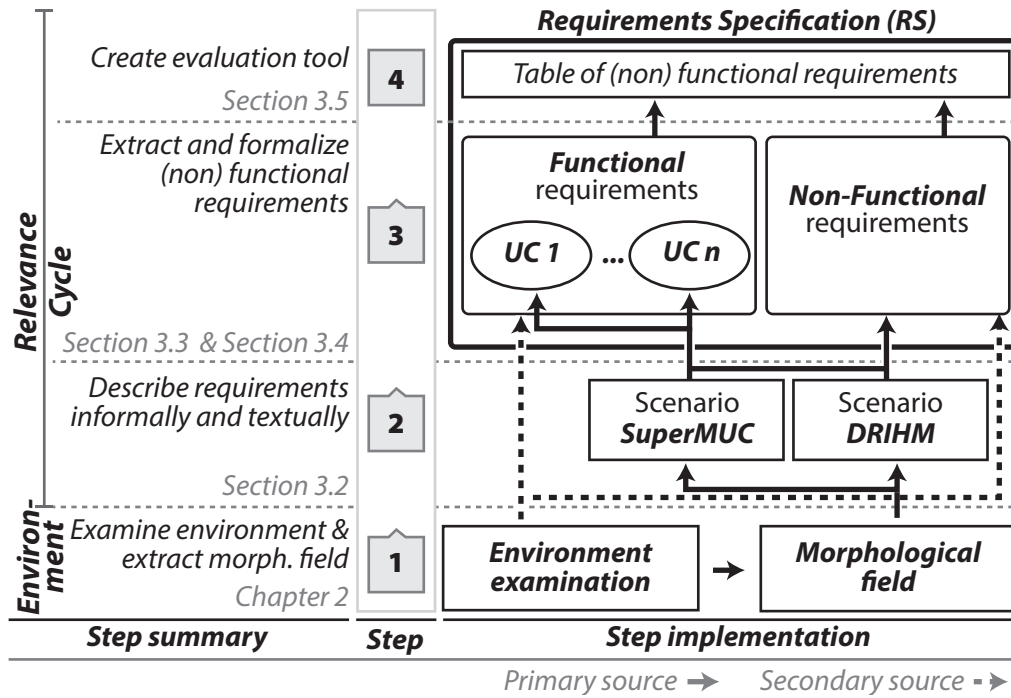 Requirements Specification (RS)
Create evaluation tool
Section 3.5
4
Table of (non) functional requirements
Extract and formalize
(non) functional
requirements
Section 3.3 & Section 3.4
3
Functional
requirements
UC 1
...
UC n
Non-Functional
requirements
Relevance
Cycle
Describe requirements
informally and textually
Section 3.2
2
Scenario
SuperMUC
Scenario
DRIHM
Environ-
ment
Examine environment &
extract morph. field
Chapter 2
1
Environment
examination
Morphological
field
Step summary
Step
Step implementation
Primary source
Secondary source